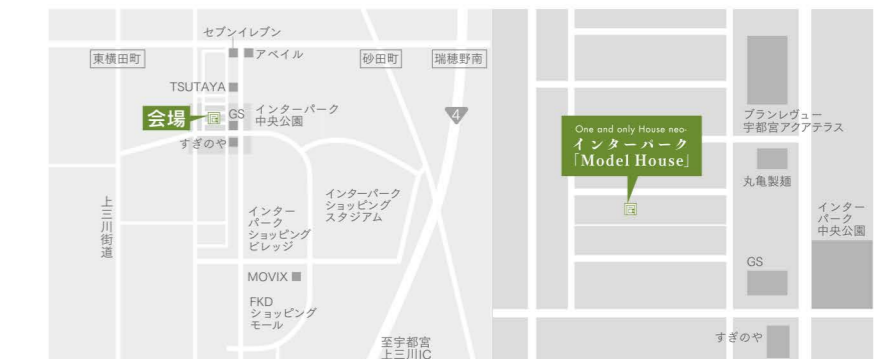 セブンイレブン
アベイル
東横田町
砂田町
瑞穂野南
TSUTAYA
会場
GS
インターパーク
中央公園
4
すぎのや
上三川街道
インター
パーク
ショッピング
ビレッジ
インターパーク
ショッピング
スタジアム
MOVIX
FKD
ショッピング
モール
至宇都宮
上三川IC
One and only House neo-
インターパーク
「Model House」
ブランレヴュー
宇都宮アクアテラス
丸亀製麺
インター
パーク
中央公園
GS
すぎのや